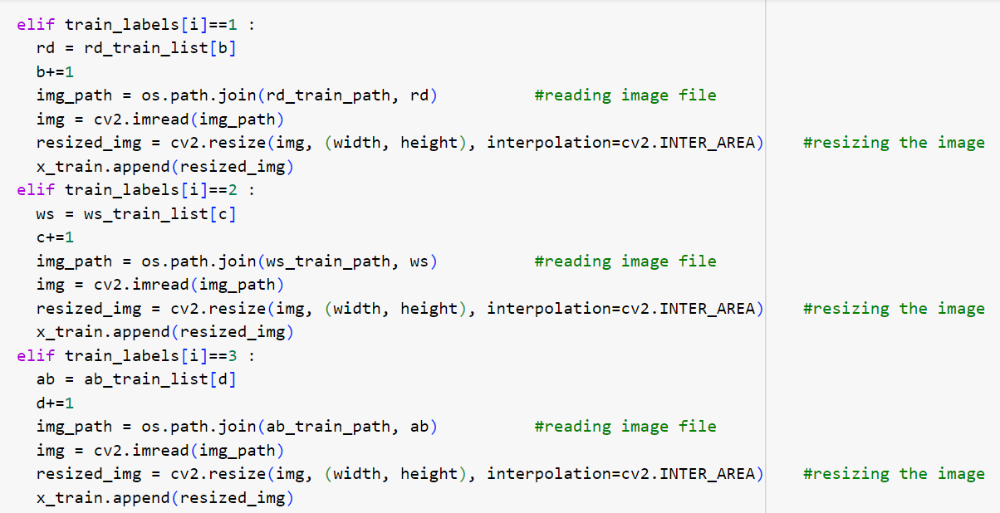 elif train_labels[i]==1 :
  rd = rd_train_list[b]
  b+=1
  img_path = os.path.join(rd_train_path, rd)          #reading image file
  img = cv2.imread(img_path)
  resized_img = cv2.resize(img, (width, height), interpolation=cv2.INTER_AREA)    #resizing the image
  x_train.append(resized_img)
elif train_labels[i]==2 :
  ws = ws_train_list[c]
  c+=1
  img_path = os.path.join(ws_train_path, ws)          #reading image file
  img = cv2.imread(img_path)
  resized_img = cv2.resize(img, (width, height), interpolation=cv2.INTER_AREA)    #resizing the image
  x_train.append(resized_img)
elif train_labels[i]==3 :
  ab = ab_train_list[d]
  d+=1
  img_path = os.path.join(ab_train_path, ab)          #reading image file
  img = cv2.imread(img_path)
  resized_img = cv2.resize(img, (width, height), interpolation=cv2.INTER_AREA)    #resizing the image
  x_train.append(resized_img)